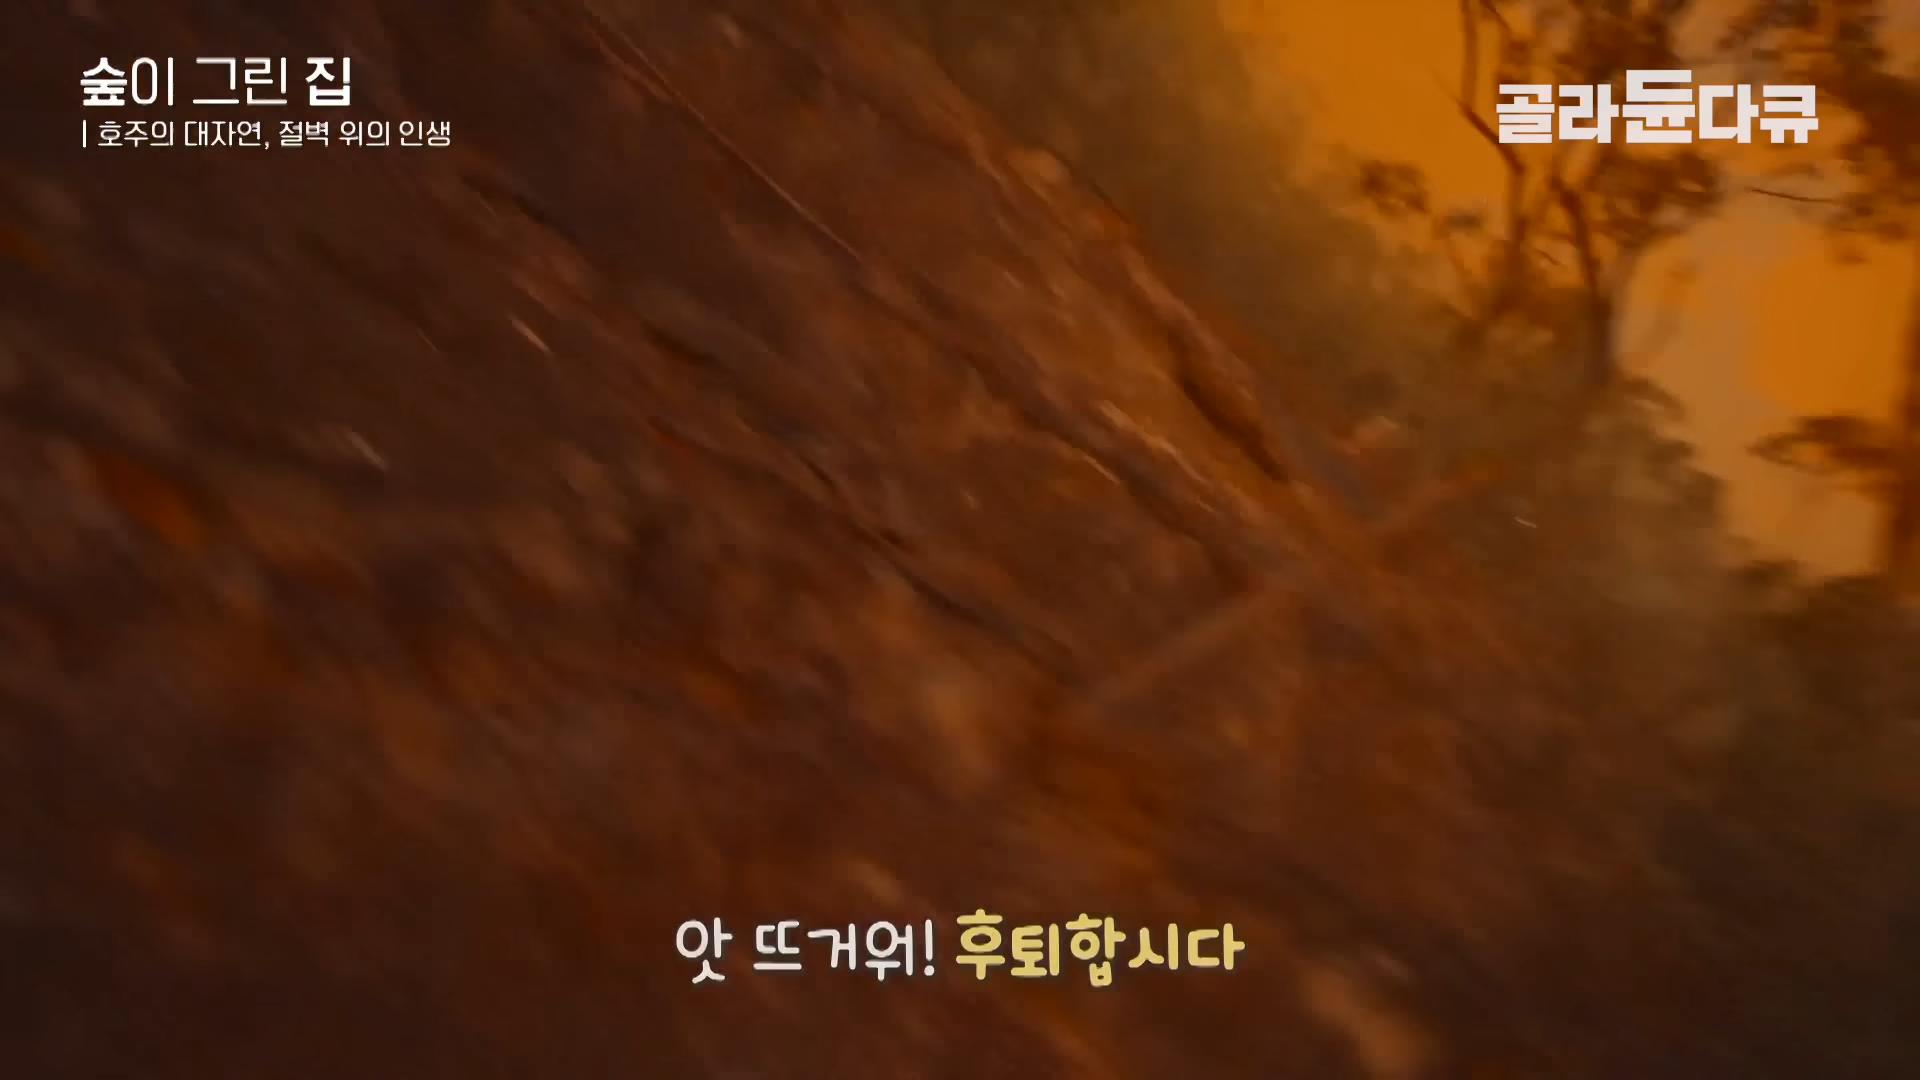 숲이 그린 집
| 호주의 대자연, 절벽 위의 인생
골라듄다큐
앗 뜨거워! 후퇴합시다